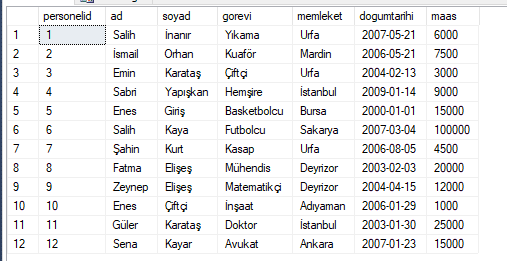 personelid ad soyad gorevi memleket dogumtarihi maas
1 1 Salih İnanır Yıkama Urfa 2007-05-21 6000
2 2 İsmail Orhan Kuaför Mardin 2006-05-21 7500
3 3 Emin Karataş Çiftçi Urfa 2004-02-13 3000
4 4 Sabri Yapışkan Hemşire İstanbul 2009-01-14 9000
5 5 Enes Giriş Basketbolcu Bursa 2000-01-01 15000
6 6 Salih Kaya Futbolcu Sakarya 2007-03-04 100000
7 7 Şahin Kurt Kasap Urfa 2006-08-05 4500
8 8 Fatma Elişeş Mühendis Deyrizor 2003-02-03 20000
9 9 Zeynep Elişeş Matematikçi Deyrizor 2004-04-15 12000
10 10 Enes Çiftçi İnşaat Adıyaman 2006-01-29 1000
11 11 Güler Karataş Doktor İstanbul 2003-01-30 25000
12 12 Sena Kayar Avukat Ankara 2007-01-23 15000